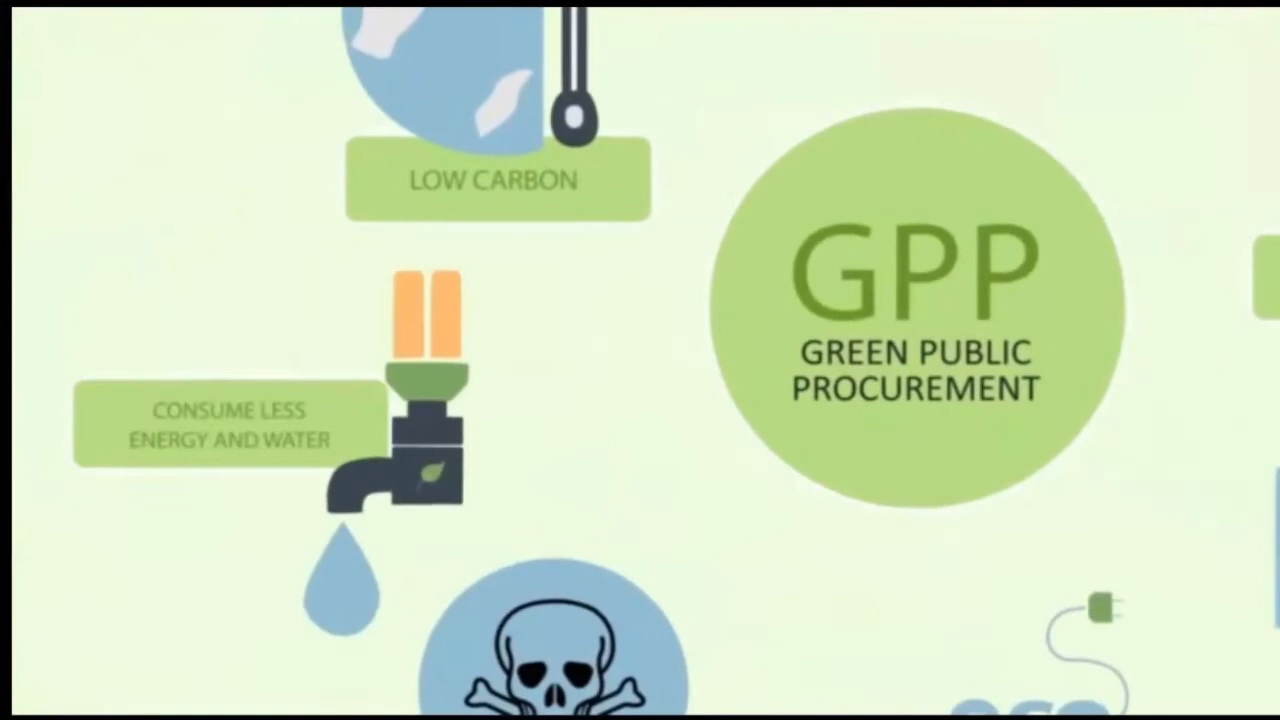 LOW CARBON
GPP
GREEN PUBLIC
PROCUREMENT
CONSUME LESS
ENERGY AND WATER